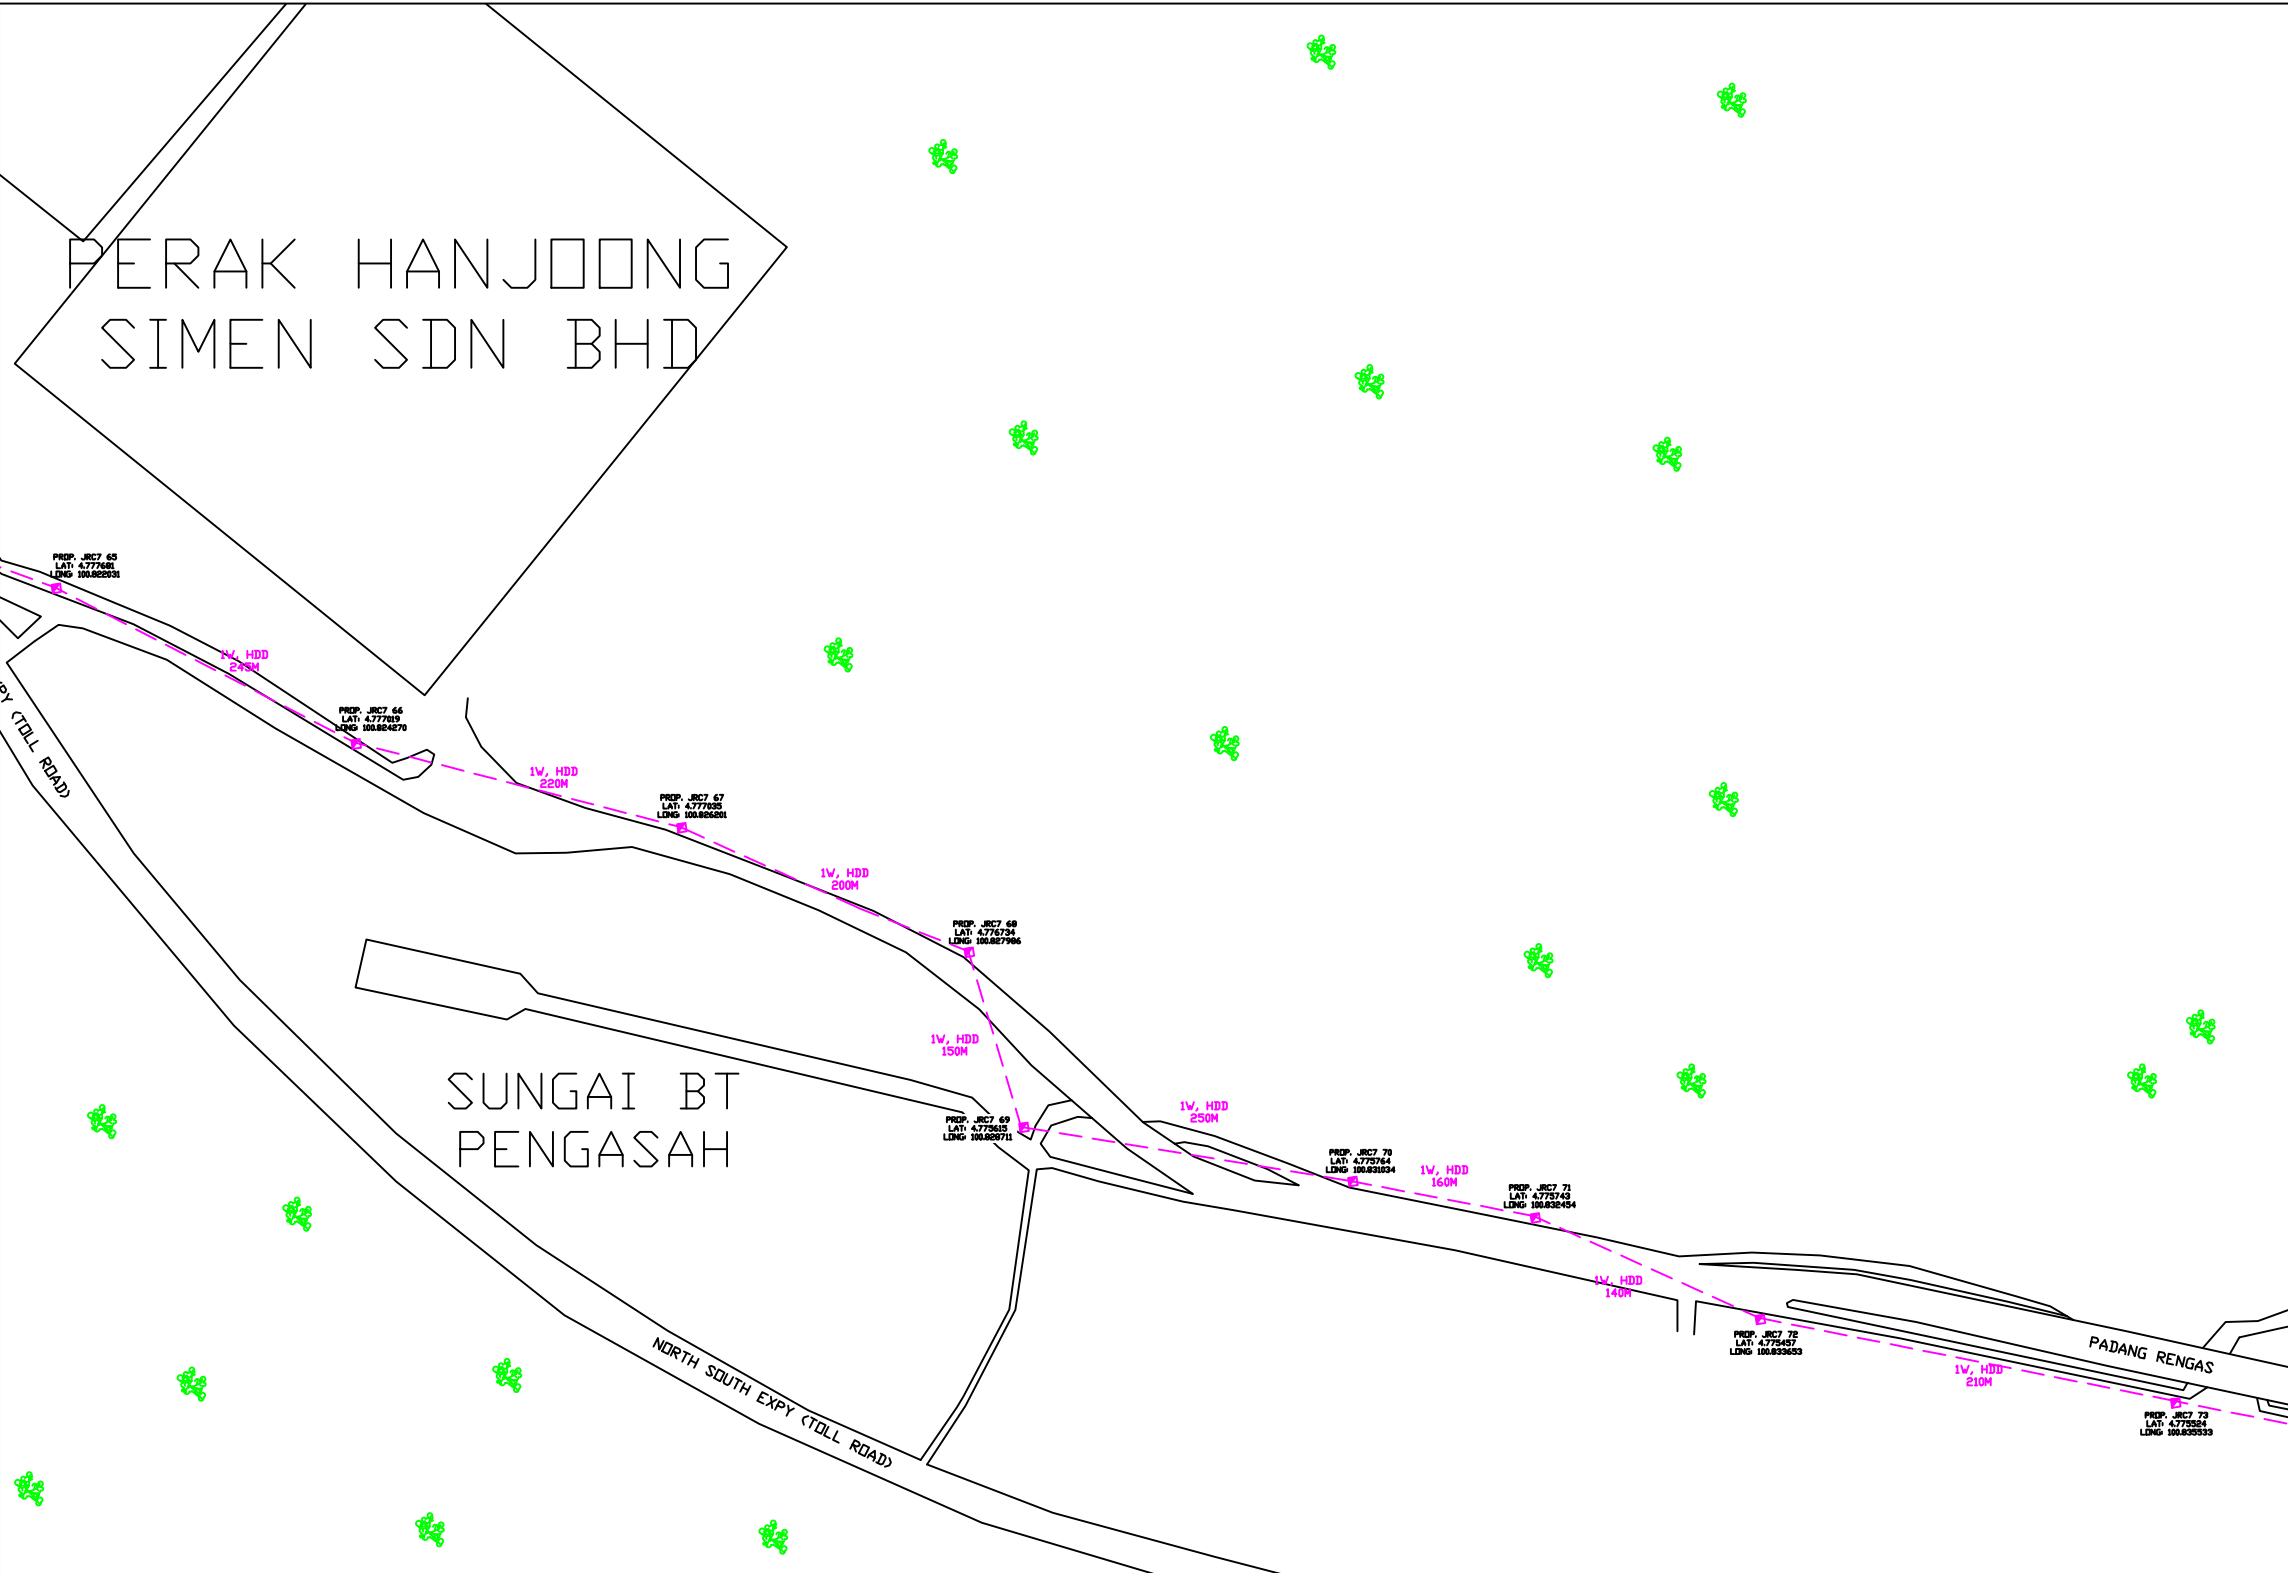 PERAK HANJOONG
SIMEN SDN BHD
PROP. JRC7 65
LAT: 4.777681
LONG: 100.822031
1W, HDD
245M
PROP. JRC7 66
LAT: 4.777019
LONG: 100.824270
(TOLL ROAD)
1W, HDD
220M
PROP. JRC7 67
LAT: 4.777035
LONG: 100.826201
1W, HDD
200M
PROP. JRC7 68
LAT: 4.776734
LONG: 100.827986
1W, HDD
150M
SUNGAI BT
PENGASAH
PROP. JRC7 69
LAT: 4.775615
LONG: 100.828711
1W, HDD
250M
PROP. JRC7 70
LAT: 4.775764
LONG: 100.831034
1W, HDD
160M
PROP. JRC7 71
LAT: 4.775743
LONG: 100.832454
1W, HDD
140M
PROP. JRC7 72
LAT: 4.775457
LONG: 100.833653
PADANG RENGAS
1W, HDD
210M
PROP. JRC7 73
LAT: 4.775524
LONG: 100.835533
NORTH SOUTH EXPY (TOLL ROAD)